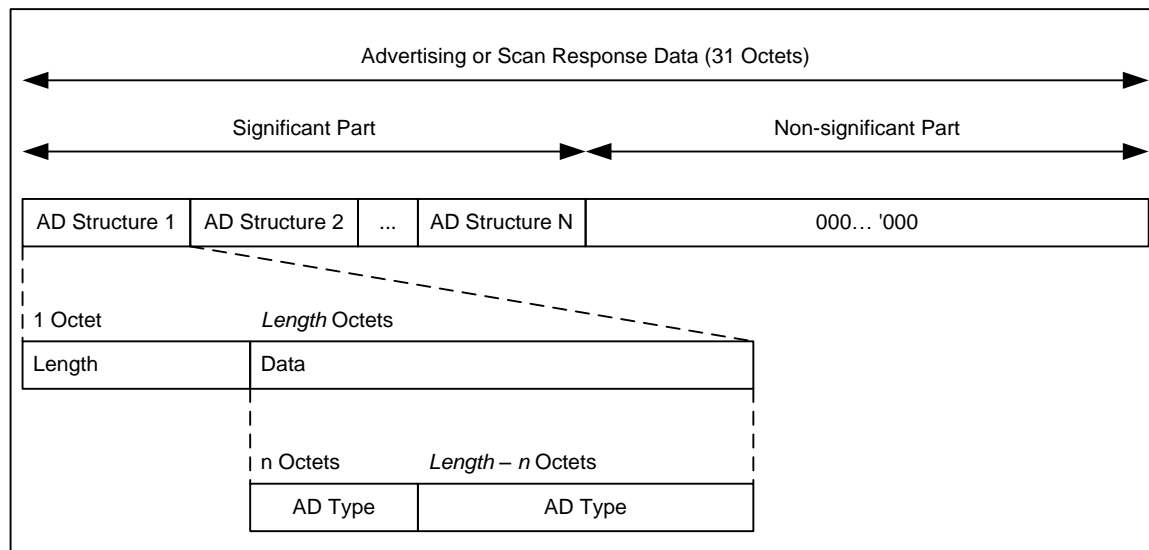 Advertising or Scan Response Data (31 Octets)
Significant Part
Non-significant Part
AD Structure 1
AD Structure 2
...
AD Structure N
000... '000
1 Octet
Length Octets
Length
Data
n Octets
Length – n Octets
AD Type
AD Type